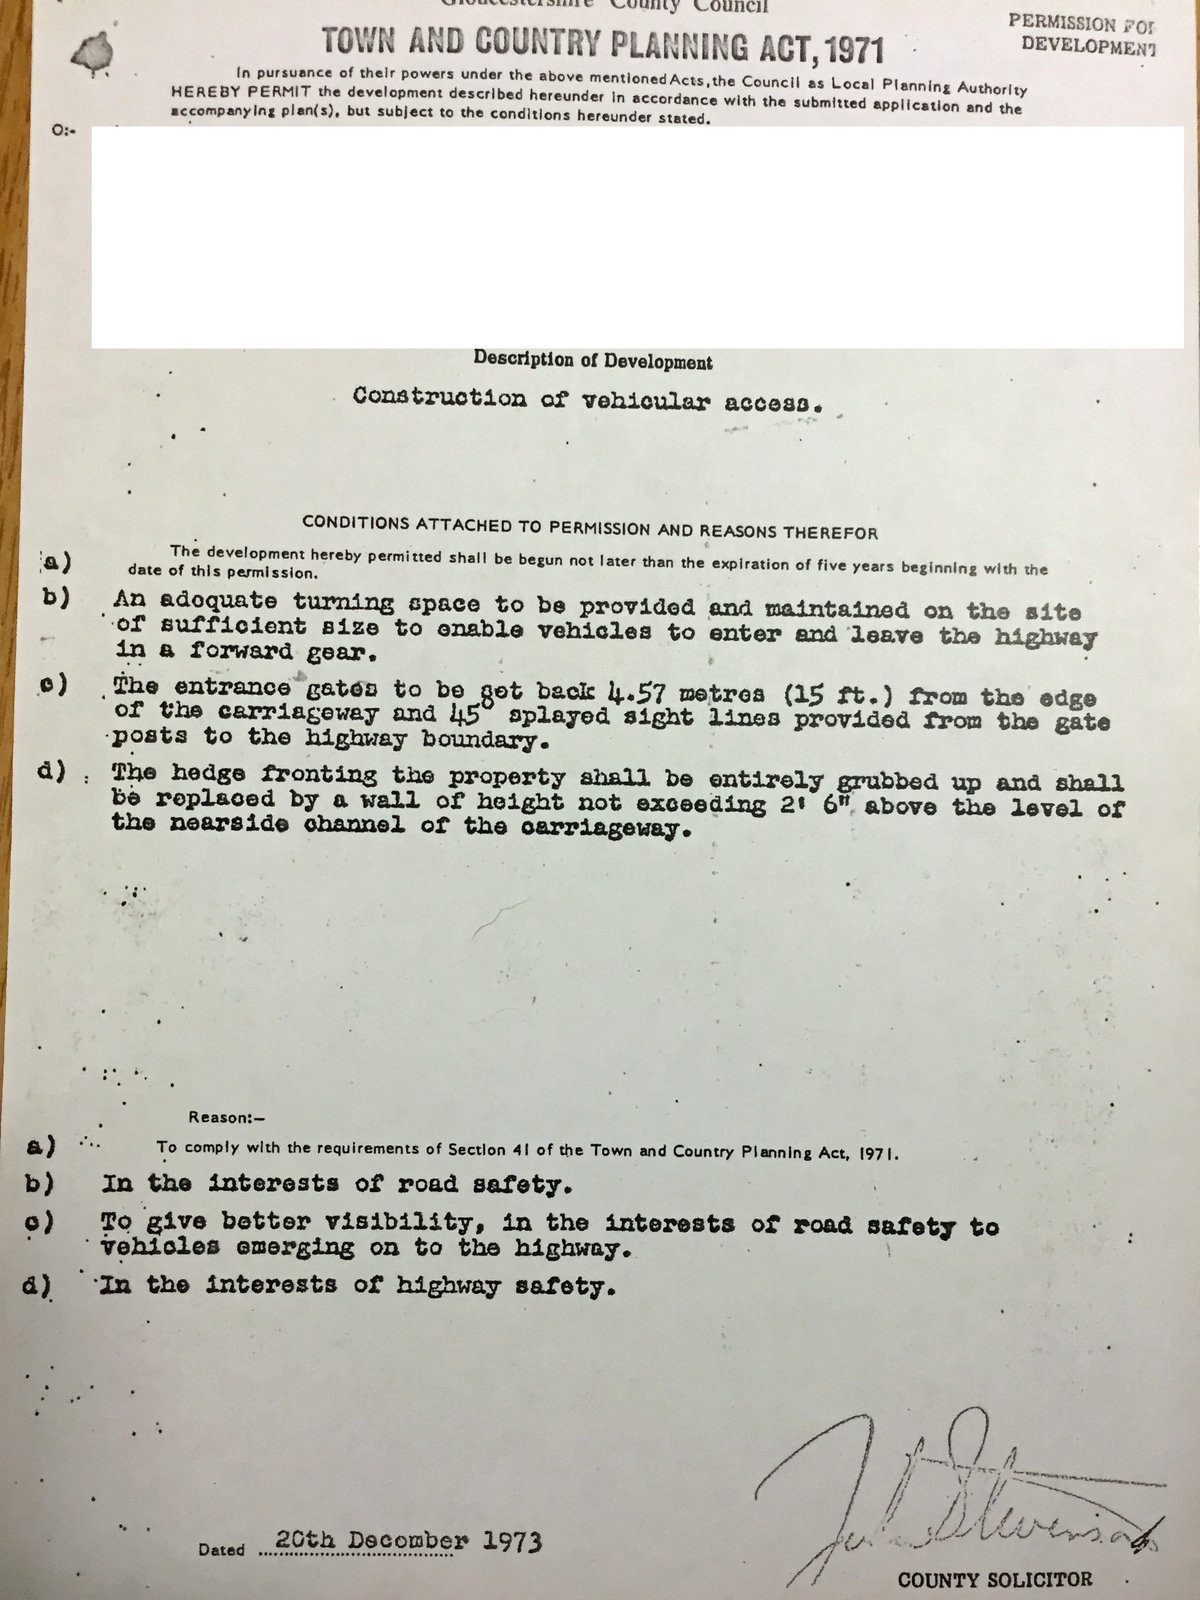 Gloucestershire County Council
PERMISSION FOR
DEVELOPMENT
TOWN AND COUNTRY PLANNING ACT, 1971
In pursuance of their powers under the above mentioned Acts, the Council as Local Planning Authority
HEREBY PERMIT the development described hereunder in accordance with the submitted application and the
accompanying plan(s), but subject to the conditions hereunder stated.
O:-
Description of Development
Construction of vehicular access.
CONDITIONS ATTACHED TO PERMISSION AND REASONS THEREFOR
a) The development hereby permitted shall be begun not later than the expiration of five years beginning with the
date of this permission.
b) An adequate turning space to be provided and maintained on the site
of sufficient size to enable vehicles to enter and leave the highway
in a forward gear.
c) The entrance gates to be set back 4.57 metres (15 ft.) from the edge
of the carriageway and 45° splayed sight lines provided from the gate
posts to the highway boundary.
d) The hedge fronting the property shall be entirely grubbed up and shall
be replaced by a wall of height not exceeding 2' 6" above the level of
the nearside channel of the carriageway.
Reason:—
a) To comply with the requirements of Section 41 of the Town and Country Planning Act, 1971.
b) In the interests of road safety.
c) To give better visibility, in the interests of road safety to
vehicles emerging on to the highway.
d) In the interests of highway safety.
John Stevenson
Dated 20th December 1973
COUNTY SOLICITOR